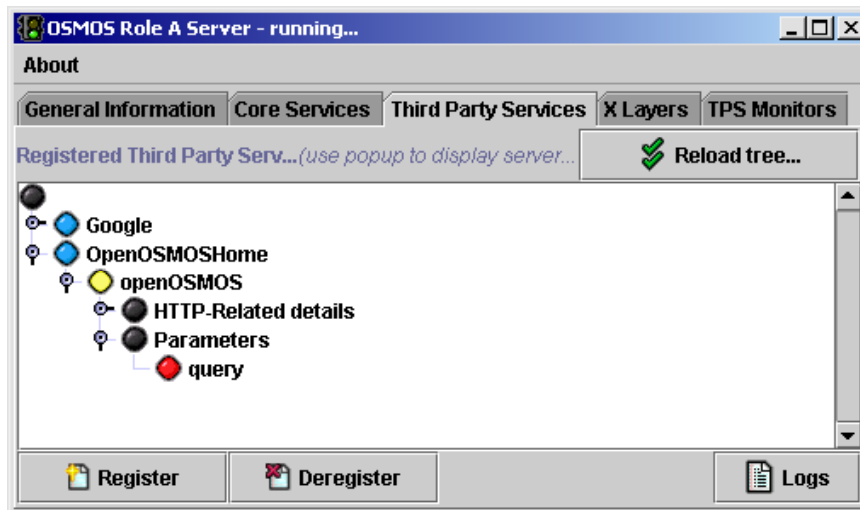 OSMOS Role A Server - running...
About
General Information Core Services Third Party Services X Layers TPS Monitors
Registered Third Party Serv...(use popup to display server... Reload tree...
Google
OpenOSMOSHome
openOSMOS
HTTP-Related details
Parameters
query
Register Deregister Logs